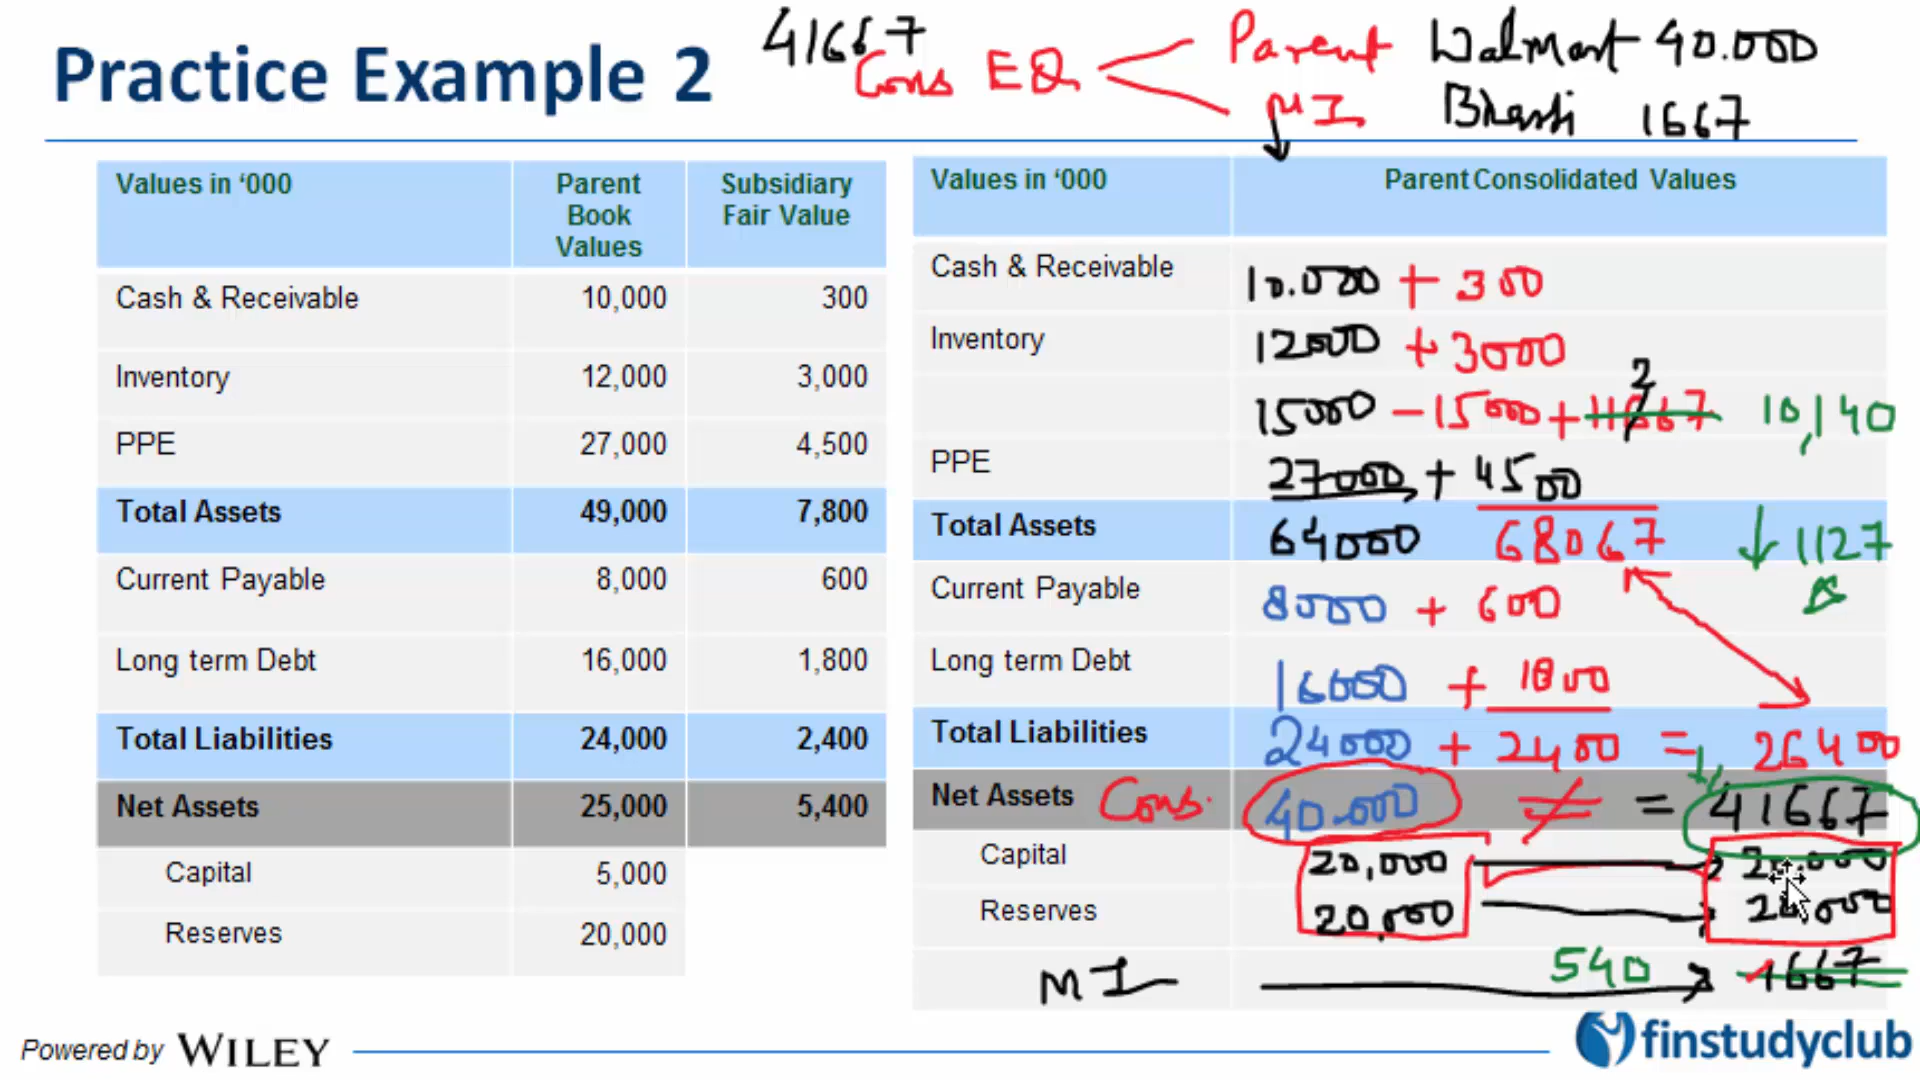 41667
Practice Example 2
Cons EQ
Parent Walmart 40.000
MI Bharti 1667
Values in ‘000 Parent Book Values Subsidiary Fair Value
Cash & Receivable 10,000 300
Inventory 12,000 3,000
PPE 27,000 4,500
Total Assets 49,000 7,800
Current Payable 8,000 600
Long term Debt 16,000 1,800
Total Liabilities 24,000 2,400
Net Assets 25,000 5,400
Capital 5,000
Reserves 20,000
Values in ‘000 Parent Consolidated Values
Cash & Receivable 10.000 + 300
Inventory 12000 + 3000
?
15000 - 15000 + 11667 10,140
PPE 27000 + 4500
Total Assets 64000 68067 ↓ 1127
Current Payable 8000 + 600
Long term Debt 16000 + 1800
Total Liabilities 24000 + 2400 = 26400
Net Assets Cons. 40.000 ≠ = 41667
Capital 20,000 20,000
Reserves 20,000 20,000
MI 540 1667
Powered by WILEY
finstudyclub